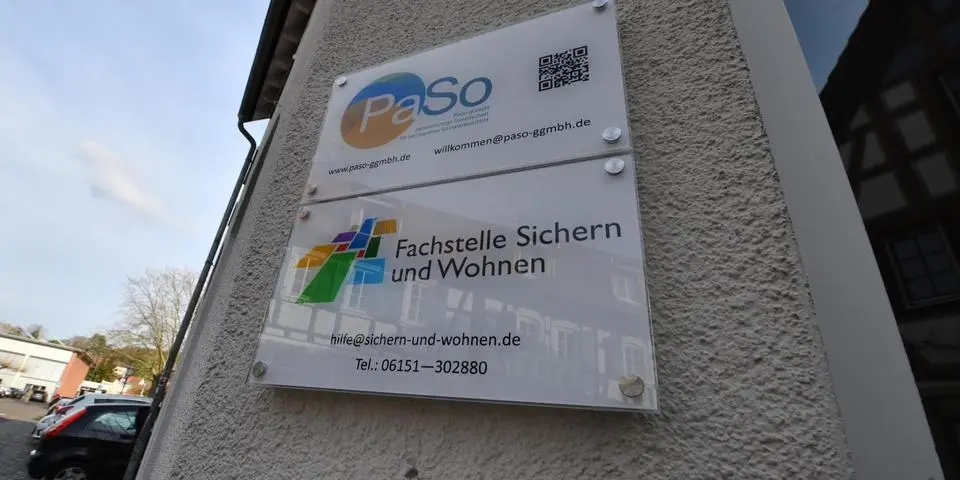 PaSo
www.paso-ggmbh.de
willkommen@paso-ggmbh.de
Fachstelle Sichern
und Wohnen
hilfe@sichern-und-wohnen.de
Tel.: 06151—302880